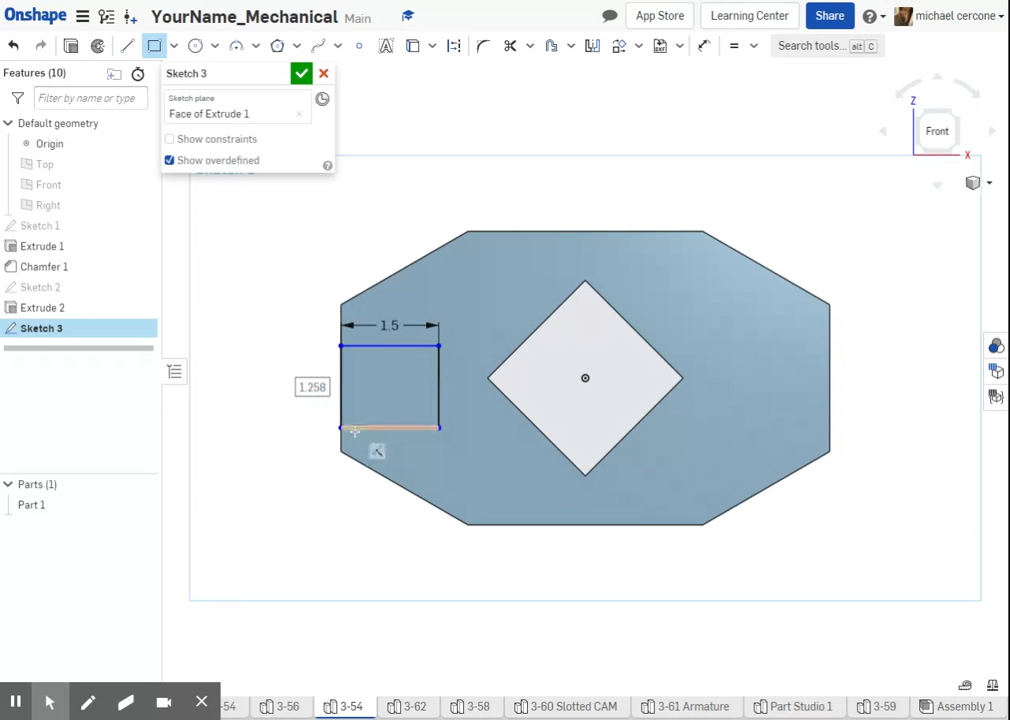 Onshape YourName_Mechanical Main App Store Learning Center Share michael cercone
Search tools... alt C
Features (10)
Filter by name or type
Default geometry
Origin
Top
Front
Right
Sketch 1
Extrude 1
Chamfer 1
Sketch 2
Extrude 2
Sketch 3
Parts (1)
Part 1
Sketch 3
Sketch plane
Face of Extrude 1
Show constraints
Show overdefined
Z
Front
X
1.5
1.258
-54 3-56 3-54 3-62 3-58 3-60 Slotted CAM 3-61 Armature Part Studio 1 3-59 Assembly 1